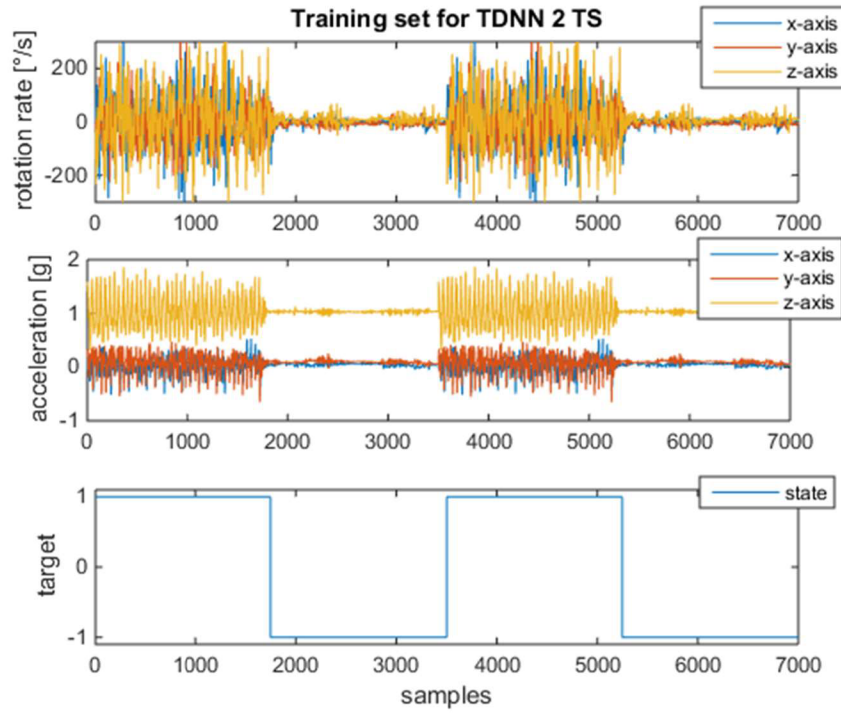 Training set for TDNN 2 TS
rotation rate [°/s]
200
0
-200
0 1000 2000 3000 4000 5000 6000 7000
x-axis
y-axis
z-axis
acceleration [g]
2
1
0
-1
0 1000 2000 3000 4000 5000 6000 7000
x-axis
y-axis
z-axis
target
1
0
-1
0 1000 2000 3000 4000 5000 6000 7000
state
samples